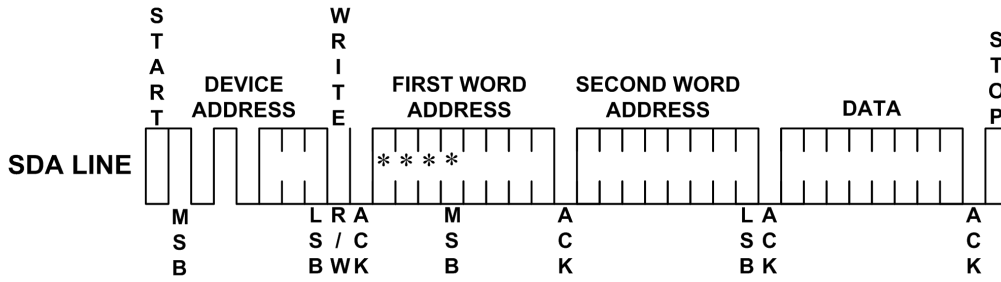 START
WRITE
STOP
DEVICE
ADDRESS
FIRST WORD
ADDRESS
SECOND WORD
ADDRESS
DATA
SDA LINE
* * * *
MSB
LSB
R/W
ACK
MSB
ACK
LSB
ACK
ACK